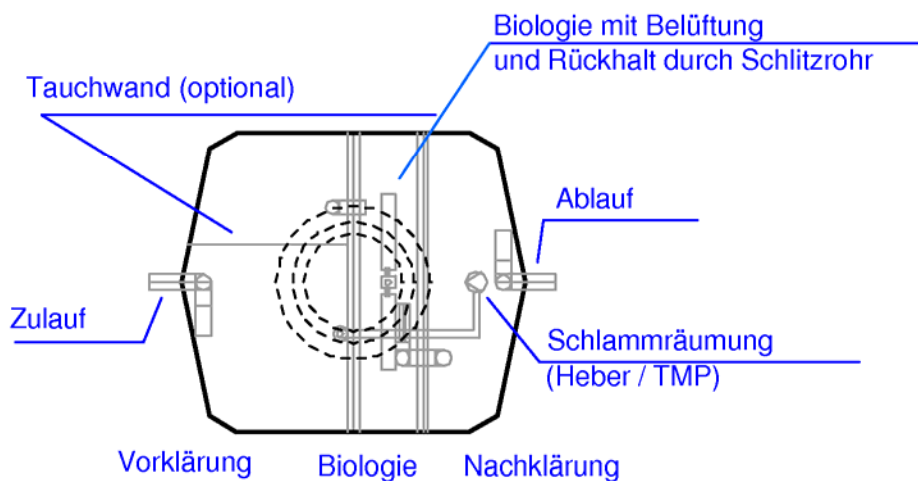 Biologie mit Belüftung
und Rückhalt durch Schlitzrohr
Tauchwand (optional)
Ablauf
Zulauf
Schlammräumung
(Heber / TMP)
Vorklärung Biologie Nachklärung